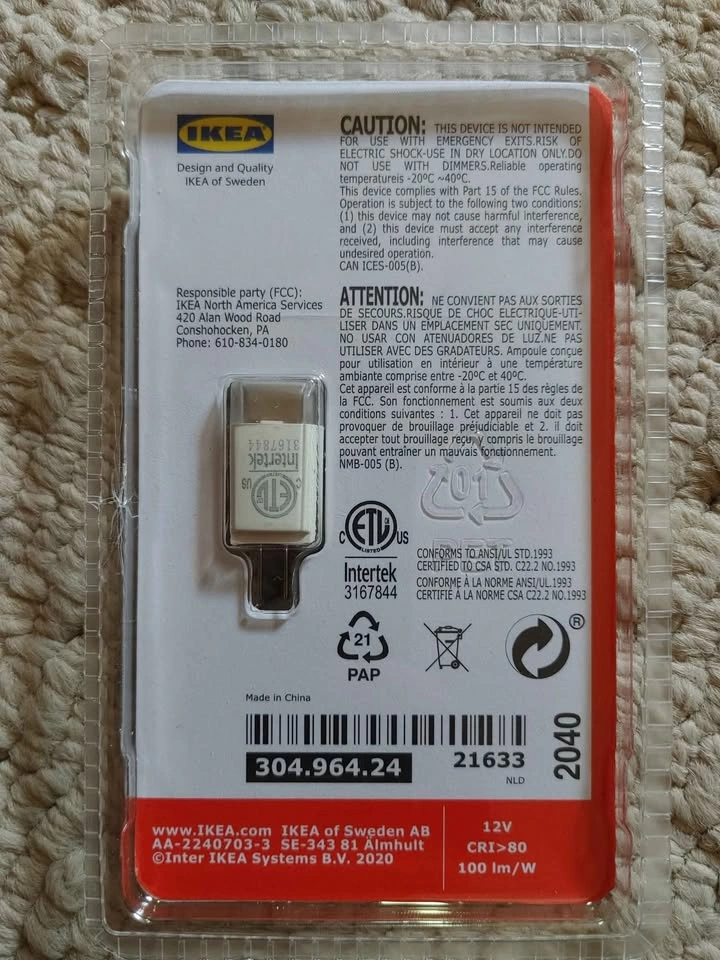 IKEA
Design and Quality
IKEA of Sweden
CAUTION: THIS DEVICE IS NOT INTENDED
FOR USE WITH EMERGENCY EXITS.RISK OF
ELECTRIC SHOCK-USE IN DRY LOCATION ONLY.DO
NOT USE WITH DIMMERS.Reliable operating
temperatureis -20ºC ~40ºC.
This device complies with Part 15 of the FCC Rules.
Operation is subject to the following two conditions:
(1) this device may not cause harmful interference,
and (2) this device must accept any interference
received, including interference that may cause
undesired operation.
CAN ICES-005(B).
Responsible party (FCC):
IKEA North America Services
420 Alan Wood Road
Conshohocken, PA
Phone: 610-834-0180
ATTENTION: NE CONVIENT PAS AUX SORTIES
DE SECOURS.RISQUE DE CHOC ELECTRIQUE-UTI-
LISER DANS UN EMPLACEMENT SEC UNIQUEMENT.
NO USAR CON ATENUADORES DE LUZ.NE PAS
UTILISER AVEC DES GRADATEURS. Ampoule conçue
pour utilisation en intérieur à une température
ambiante comprise entre -20ºC et 40ºC.
Cet appareil est conforme à la partie 15 des règles de
la FCC. Son fonctionnement est soumis aux deux
conditions suivantes : 1. Cet appareil ne doit pas
provoquer de brouillage préjudiciable et 2. il doit
accepter tout brouillage reçu,y compris le brouillage
pouvant entraîner un mauvais fonctionnement.
NMB-005 (B).
3167844
Intertek
C ETL US
01
C ETL US
LISTED
Intertek
3167844
CONFORMS TO ANSI/UL STD.1993
CERTIFIED TO CSA STD. C22.2 NO.1993
CONFORME À LA NORME ANSI/UL.1993
CERTIFIÉ À LA NORME CSA C22.2 NO.1993
21
PAP
®
Made in China
304.964.24
21633
NLD
2040
www.IKEA.com IKEA of Sweden AB
AA-2240703-3 SE-343 81 Älmhult
©Inter IKEA Systems B.V. 2020
12V
CRI>80
100 lm/W